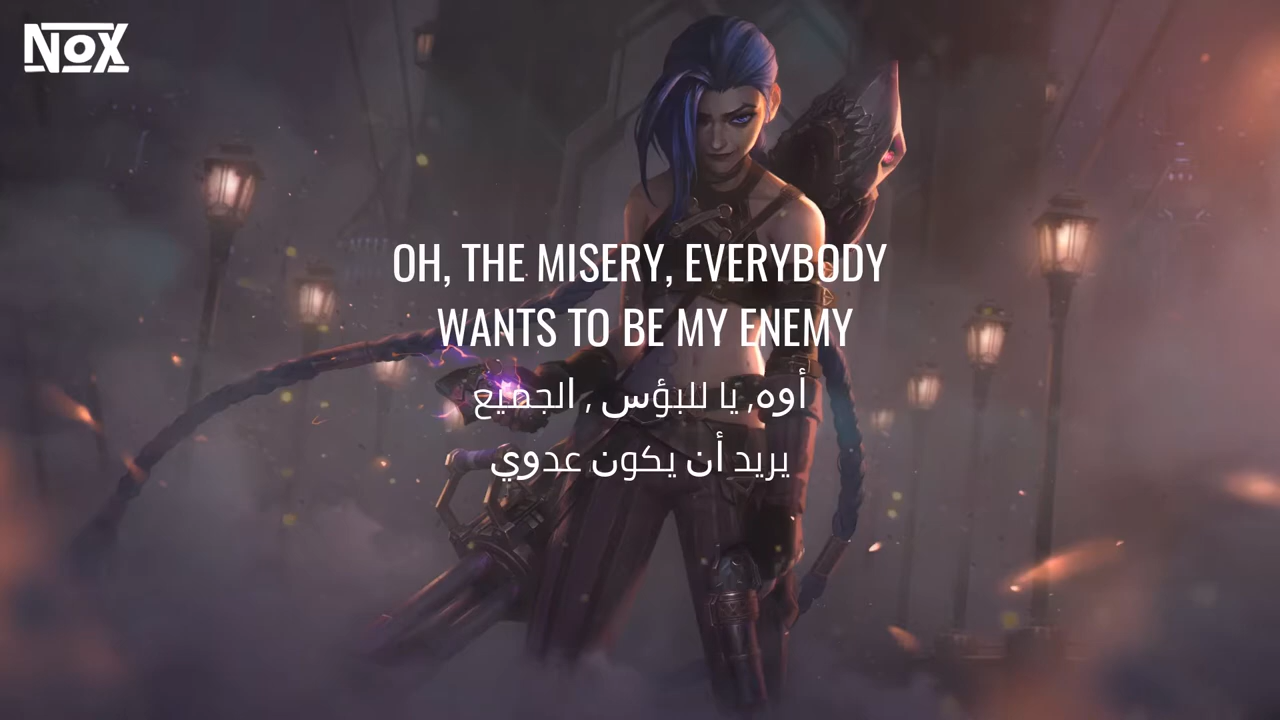 NOX
OH, THE MISERY, EVERYBODY
WANTS TO BE MY ENEMY
أوه, يا للبؤس , الجميع
يريد أن يكون عدوي